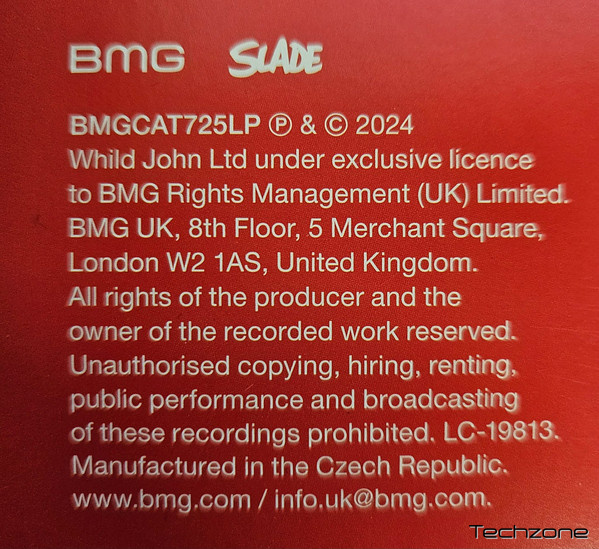 BMG SLADE
BMGCAT725LP ℗ & © 2024
Whild John Ltd under exclusive licence
to BMG Rights Management (UK) Limited.
BMG UK, 8th Floor, 5 Merchant Square,
London W2 1AS, United Kingdom.
All rights of the producer and the
owner of the recorded work reserved.
Unauthorised copying, hiring, renting,
public performance and broadcasting
of these recordings prohibited. LC-19813.
Manufactured in the Czech Republic.
www.bmg.com / info.uk@bmg.com.
Techzone